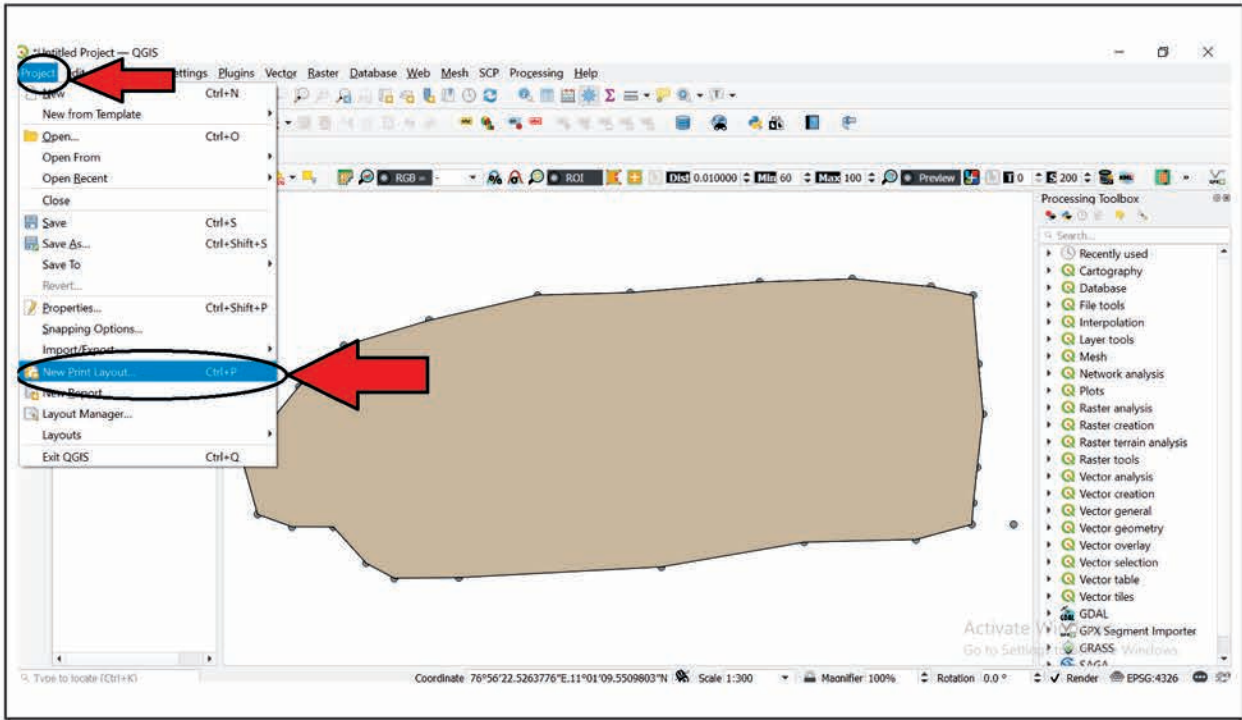 *Untitled Project — QGIS
Project Edit ettings Plugins Vector Raster Database Web Mesh SCP Processing Help
New Ctrl+N
New from Template
Open... Ctrl+O
Open From
Open Recent
Close
Save Ctrl+S
Save As... Ctrl+Shift+S
Save To
Revert...
Properties... Ctrl+Shift+P
Snapping Options...
Import/Export
New Print Layout... Ctrl+P
New Report...
Layout Manager...
Layouts
Exit QGIS Ctrl+Q
RGB = - ROI Dist 0.010000 Min 60 Max 100 Preview T 0 S 200
Processing Toolbox
Search...
Recently used
Cartography
Database
File tools
Interpolation
Layer tools
Mesh
Network analysis
Plots
Raster analysis
Raster creation
Raster terrain analysis
Raster tools
Vector analysis
Vector creation
Vector general
Vector geometry
Vector overlay
Vector selection
Vector table
Vector tiles
GDAL
GPX Segment Importer
GRASS
SAGA
Activate Windows
Go to Settings to Windows
Type to locate (Ctrl+K) Coordinate 76°56'22.5263776"E,11°01'09.5509803"N Scale 1:300 Magnifier 100% Rotation 0.0 ° Render EPSG:4326